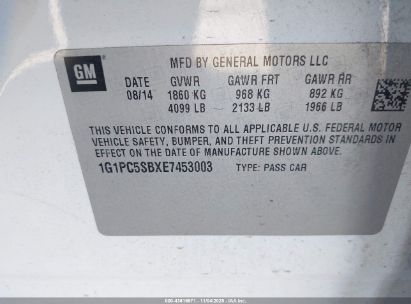 GM
MFD BY GENERAL MOTORS LLC
DATE GVWR GAWR FRT GAWR RR
08/14 1860 KG 968 KG 892 KG
4099 LB 2133 LB 1966 LB
THIS VEHICLE CONFORMS TO ALL APPLICABLE U.S. FEDERAL MOTOR
VEHICLE SAFETY, BUMPER, AND THEFT PREVENTION STANDARDS IN
EFFECT ON THE DATE OF MANUFACTURE SHOWN ABOVE.
1G1PC5SBXE7453003 TYPE: PASS CAR